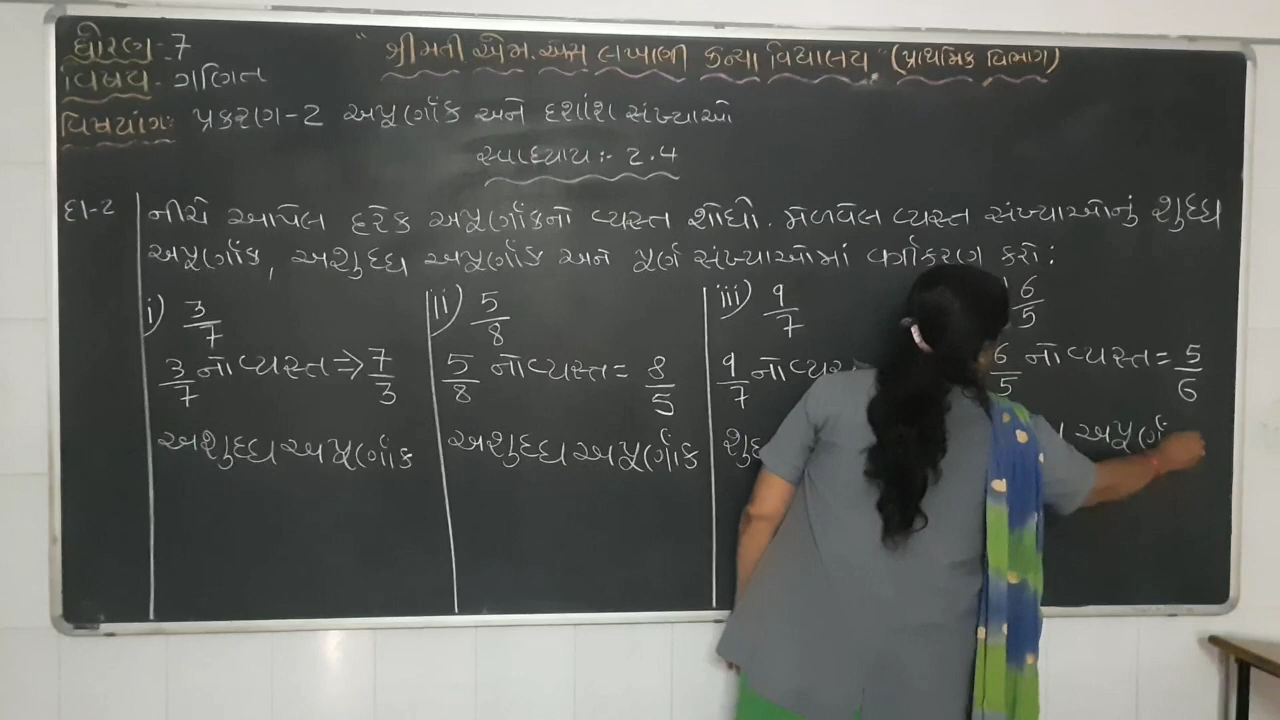 ધોરણ-7 "શ્રીમતી એમ.એસ લખાણી કન્યા વિદ્યાલય" (પ્રાથમિક વિભાગ)
વિષય- ગણિત
વિષયાંગ: પ્રકરણ-2 અપૂર્ણાંક અને દશાંશ સંખ્યાઓ
સ્વાધ્યાય:- 2.4
દા-2 નીચે આપેલ દરેક અપૂર્ણાંકનો વ્યસ્ત શોધો. મેળવેલ વ્યસ્ત સંખ્યાઓનું શુદ્ધ
અપૂર્ણાંક, અશુદ્ધ અપૂર્ણાંક અને પૂર્ણ સંખ્યાઓમાં વર્ગીકરણ કરો:
i) 3/7
3/7 નો વ્યસ્ત ⇒ 7/3
અશુદ્ધ અપૂર્ણાંક
ii) 5/8
5/8 નો વ્યસ્ત = 8/5
અશુદ્ધ અપૂર્ણાંક
iii) 9/7
9/7 નો
6/5
6/5 નો વ્યસ્ત = 5/6
અપૂર્ણાં